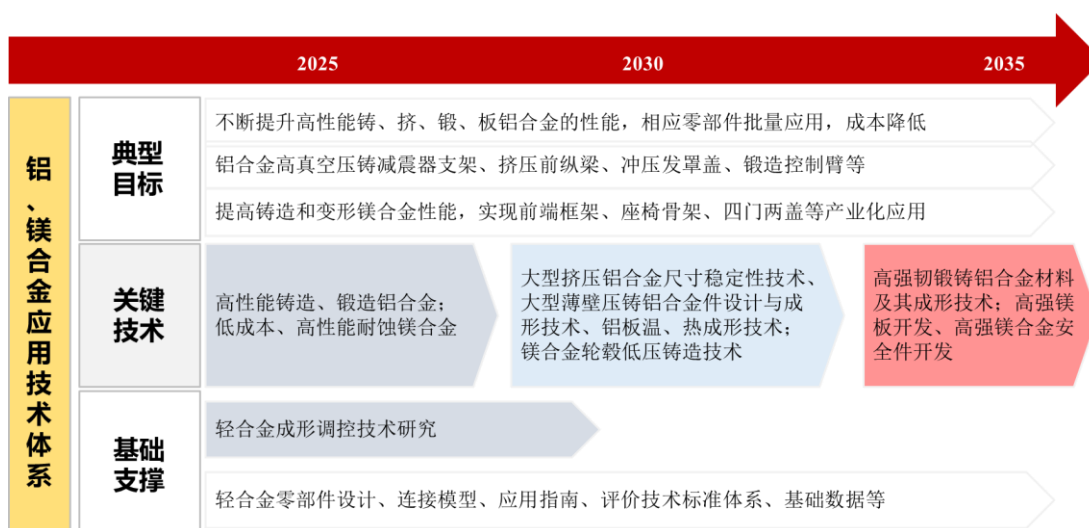 2025 2030 2035
铝、镁合金应用技术体系
典型
目标
不断提升高性能铸、挤、锻、板铝合金的性能，相应零部件批量应用，成本降低
铝合金高真空压铸减震器支架、挤压前纵梁、冲压发罩盖、锻造控制臂等
提高铸造和变形镁合金性能，实现前端框架、座椅骨架、四门两盖等产业化应用
关键
技术
高性能铸造、锻造铝合金；
低成本、高性能耐蚀镁合金
大型挤压铝合金尺寸稳定性技术、
大型薄壁压铸铝合金件设计与成
形技术、铝板温、热成形技术；
镁合金轮毂低压铸造技术
高强韧锻铸铝合金材料
及其成形技术；高强镁
板开发、高强镁合金安
全件开发
基础
支撑
轻合金成形调控技术研究
轻合金零部件设计、连接模型、应用指南、评价技术标准体系、基础数据等